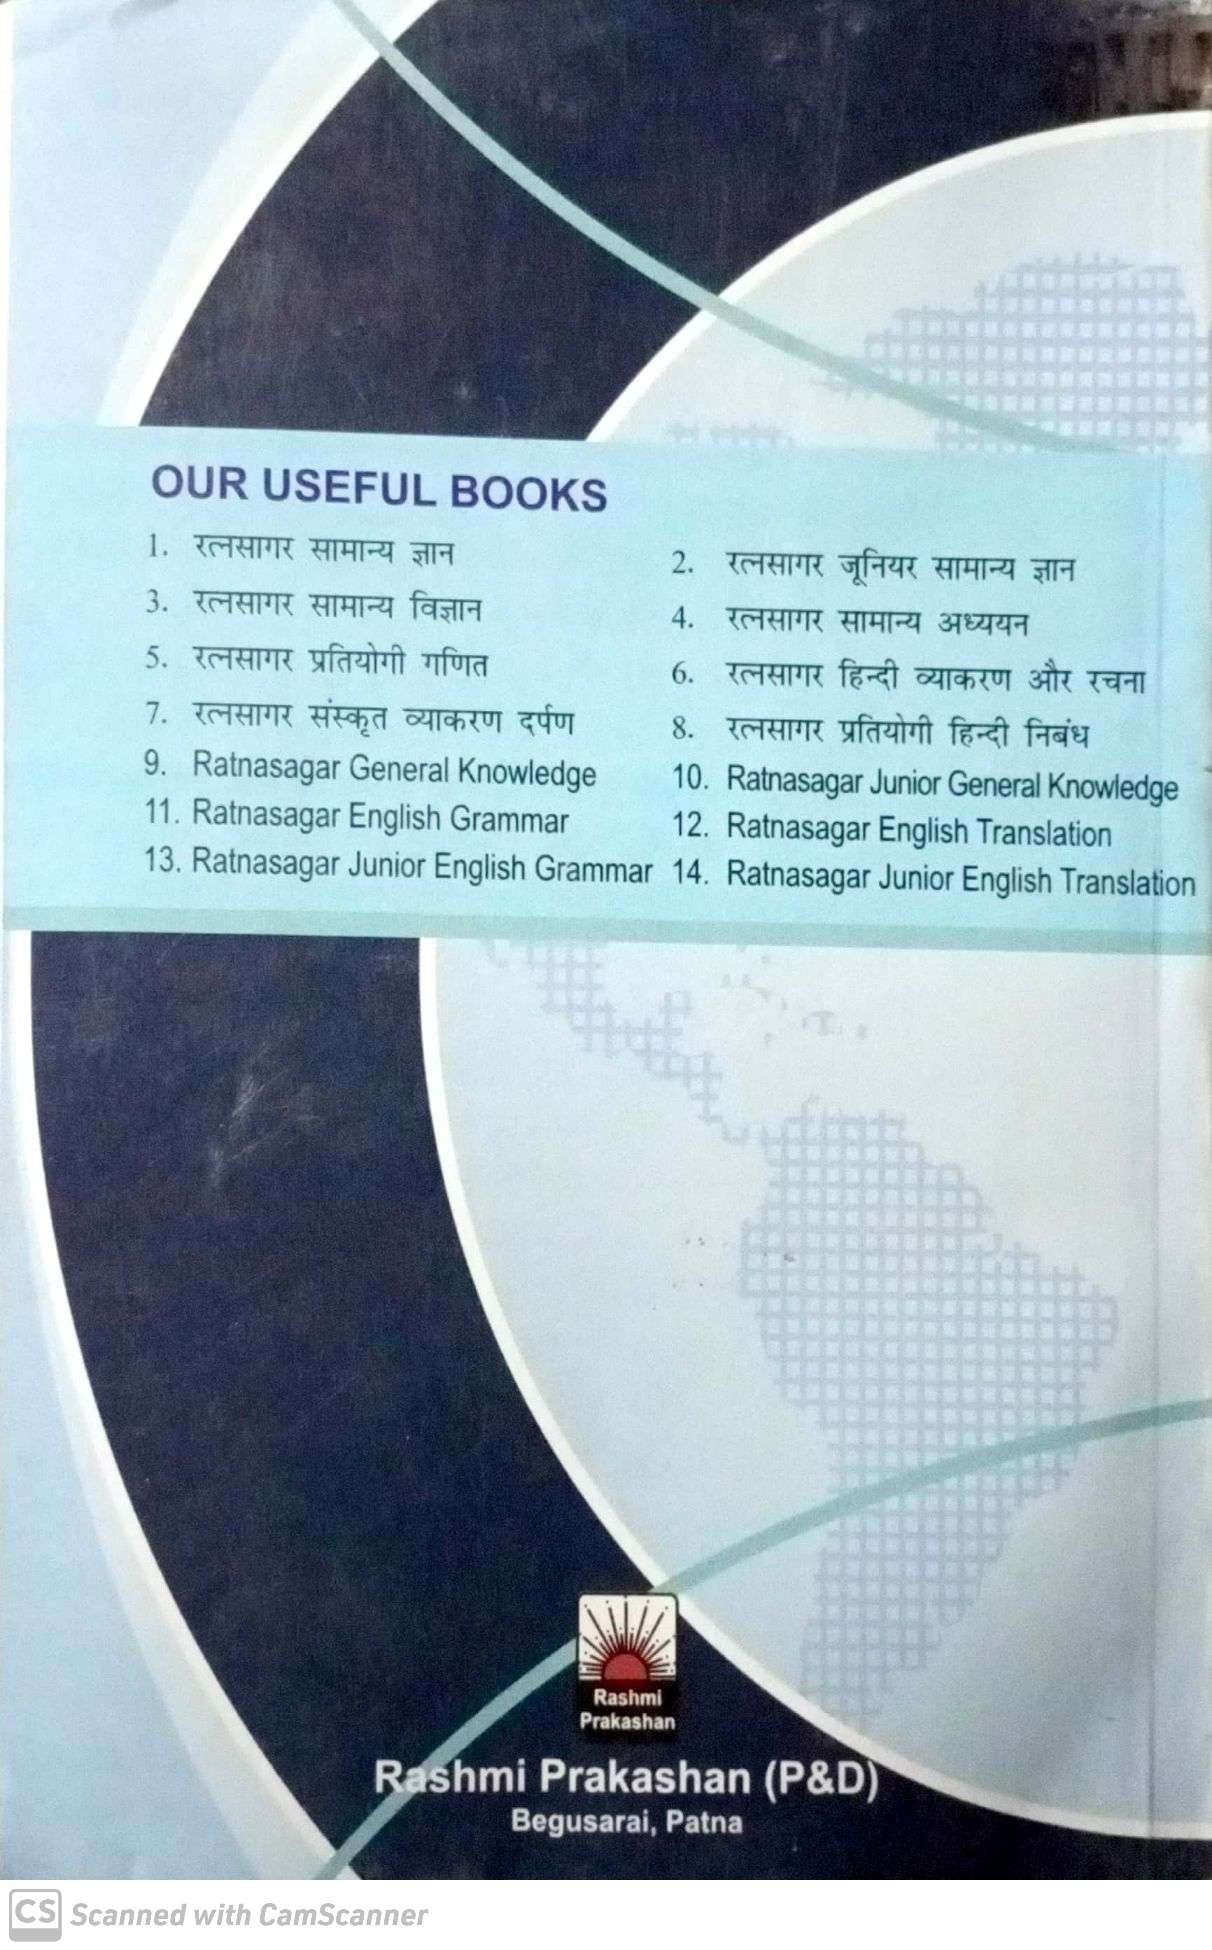 OUR USEFUL BOOKS
1. रत्नसागर सामान्य ज्ञान
2. रत्नसागर जूनियर सामान्य ज्ञान
3. रत्नसागर सामान्य विज्ञान
4. रत्नसागर सामान्य अध्ययन
5. रत्नसागर प्रतियोगी गणित
6. रत्नसागर हिन्दी व्याकरण और रचना
7. रत्नसागर संस्कृत व्याकरण दर्पण
8. रत्नसागर प्रतियोगी हिन्दी निबंध
9. Ratnasagar General Knowledge
10. Ratnasagar Junior General Knowledge
11. Ratnasagar English Grammar
12. Ratnasagar English Translation
13. Ratnasagar Junior English Grammar
14. Ratnasagar Junior English Translation
Rashmi
Prakashan
Rashmi Prakashan (P&D)
Begusarai, Patna
CS Scanned with CamScanner